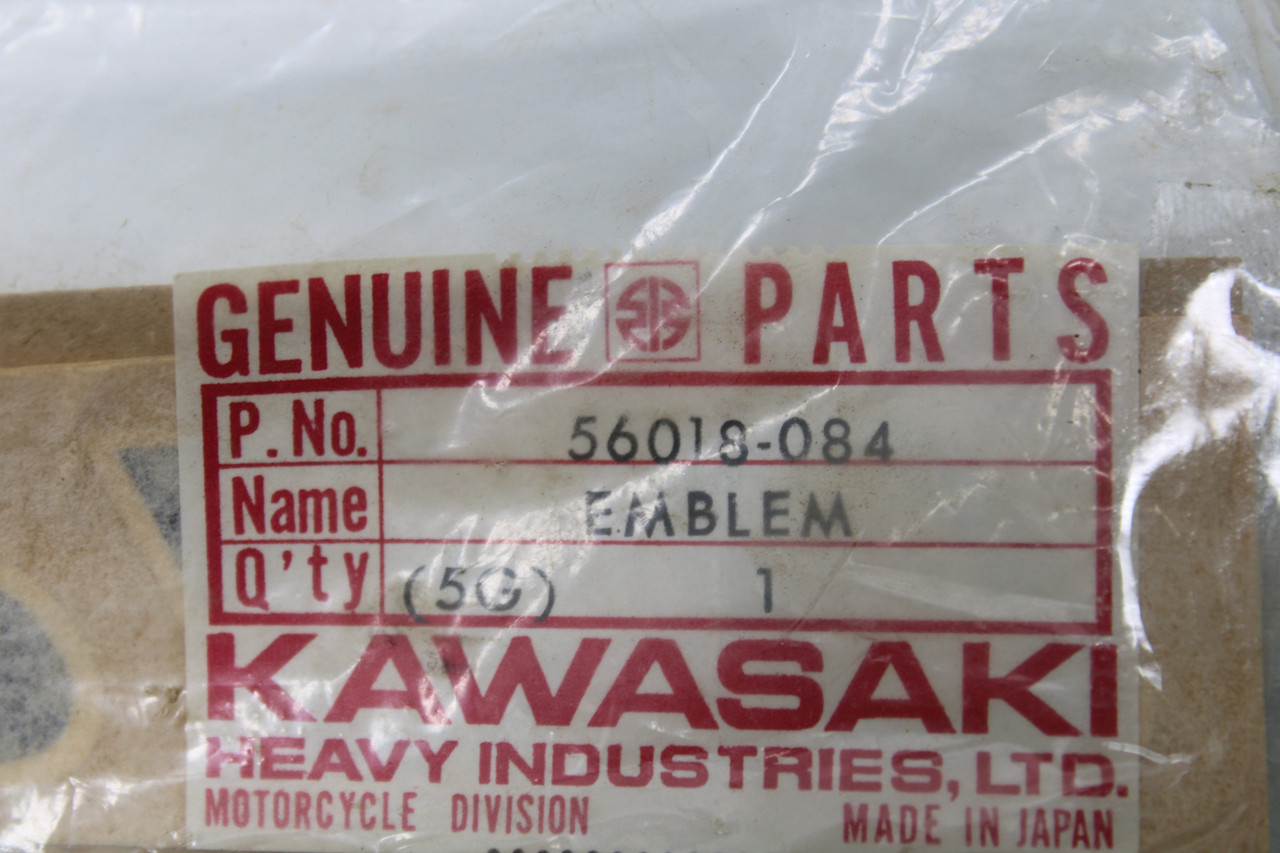 GENUINE PARTS
P.No. 56018-084
Name EMBLEM
Q'ty (5G) 1
KAWASAKI
HEAVY INDUSTRIES, LTD.
MOTORCYCLE DIVISION MADE IN JAPAN